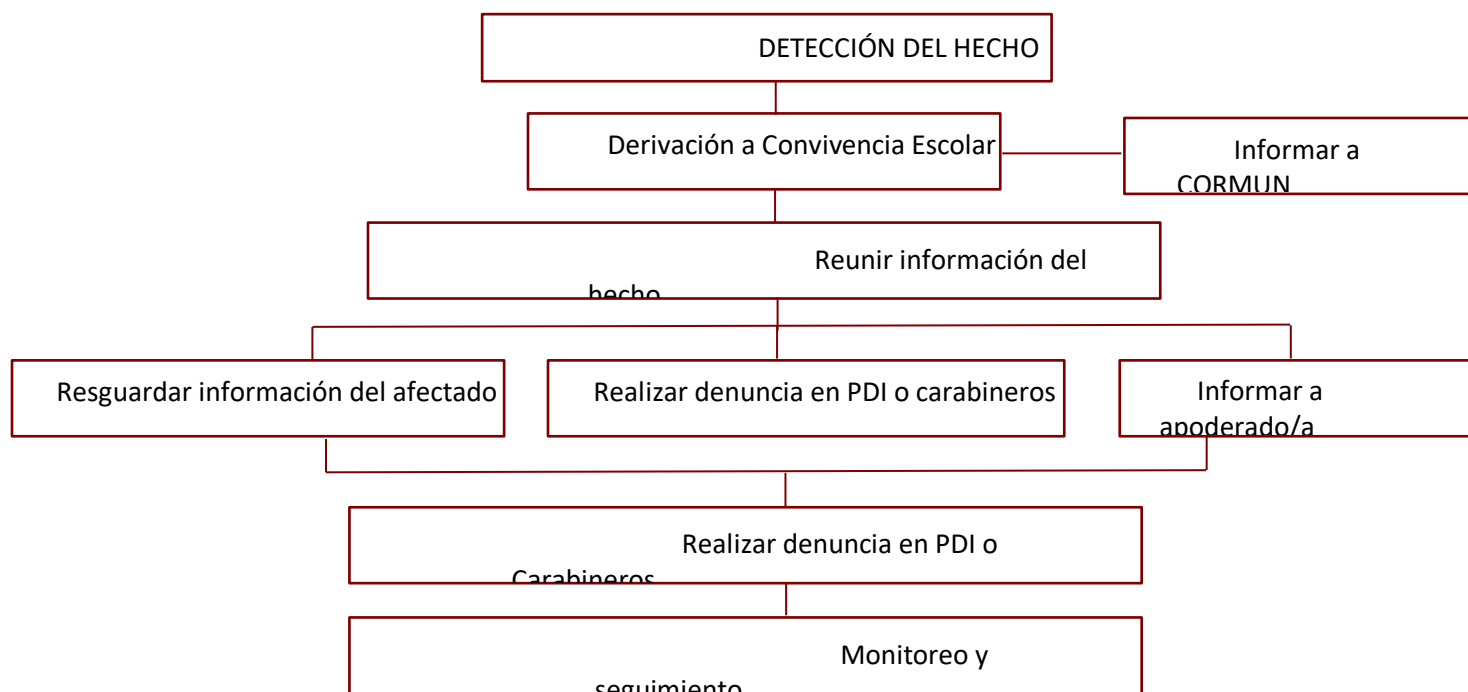 DETECCIÓN DEL HECHO
Derivación a Convivencia Escolar
Informar a
CORMUN
Reunir información del
hecho
Resguardar información del afectado
Realizar denuncia en PDI o carabineros
Informar a
apoderado/a
Realizar denuncia en PDI o
Carabineros
Monitoreo y
seguimiento